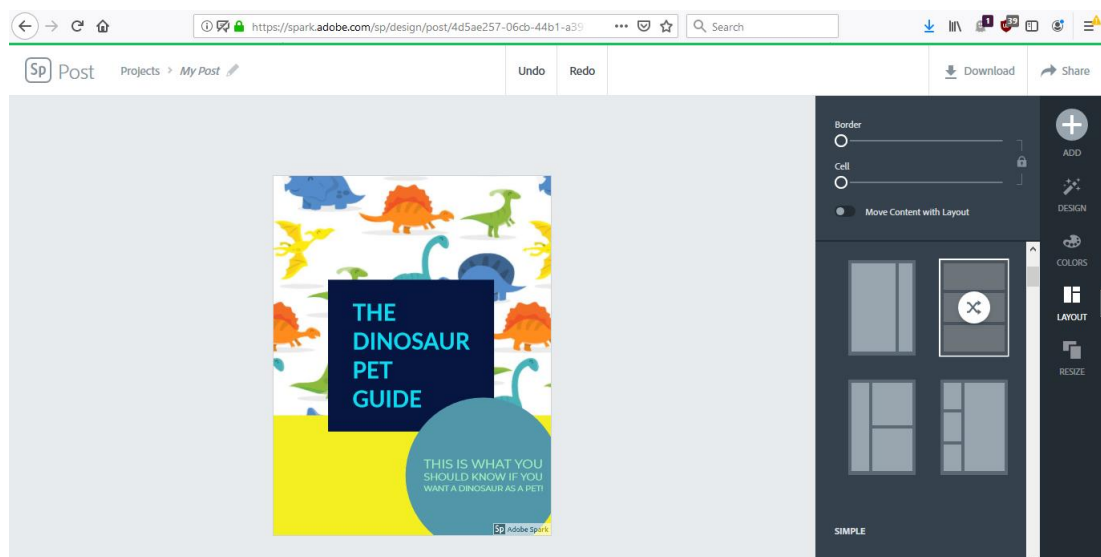 https://spark.adobe.com/sp/design/post/4d5ae257-06cb-44b1-a39
Search
1
39
Sp Post
Projects > My Post
Undo
Redo
Download
Share
Border
Cell
Move Content with Layout
ADD
DESIGN
COLORS
LAYOUT
RESIZE
THE
DINOSAUR
PET
GUIDE
THIS IS WHAT YOU
SHOULD KNOW IF YOU
WANT A DINOSAUR AS A PET!
Sp Adobe Spark
SIMPLE